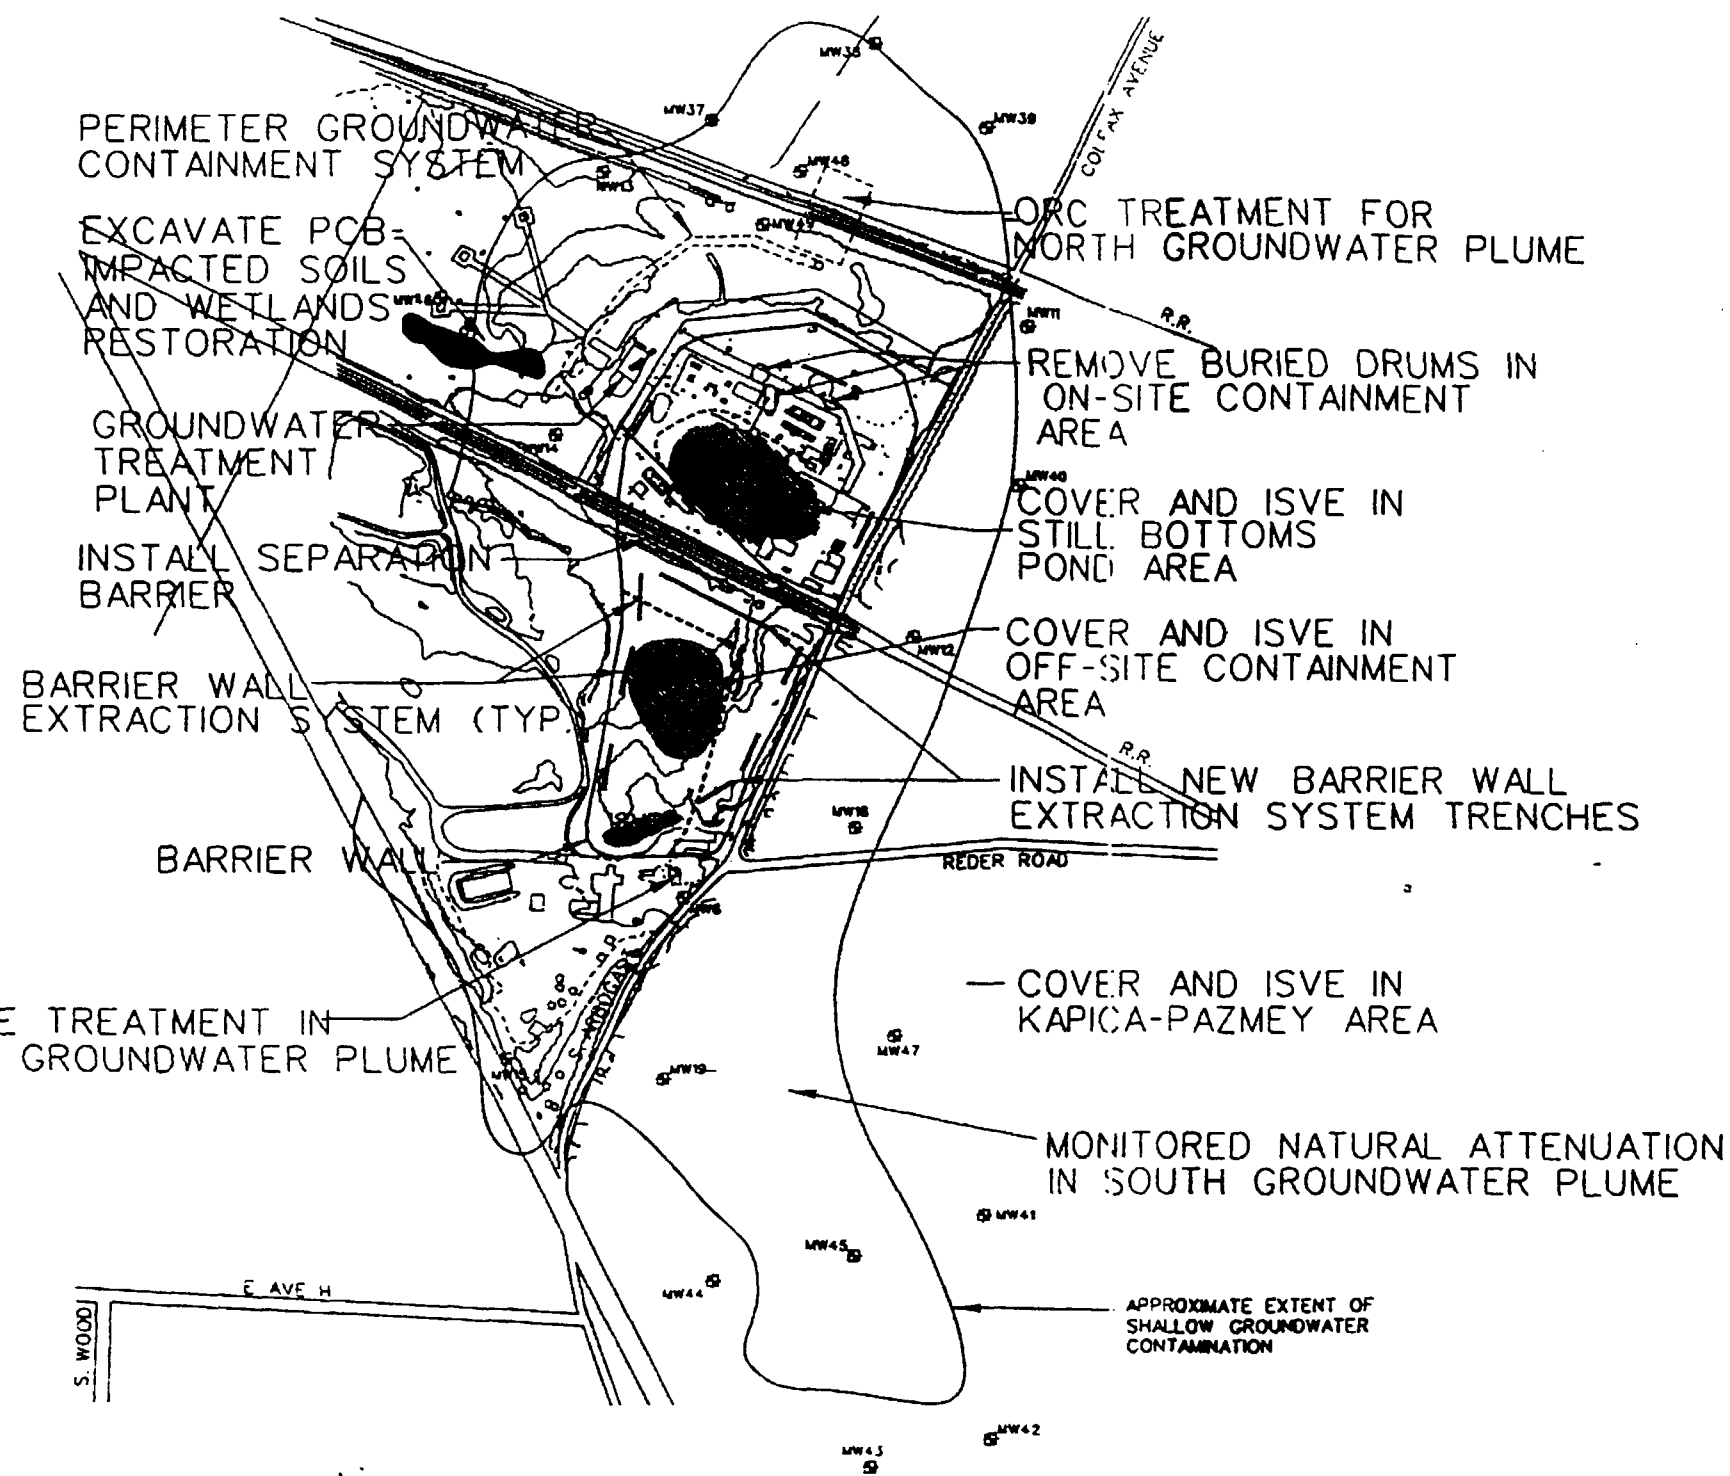 MW38
COLFAX AVENUE
MW37
MW39
PERIMETER GROUNDWATER
CONTAINMENT SYSTEM
MW48
MW13
ORC TREATMENT FOR
NORTH GROUNDWATER PLUME
MW49
EXCAVATE PCB-
IMPACTED SOILS
AND WETLANDS
RESTORATION
MW11
R.R.
REMOVE BURIED DRUMS IN
ON-SITE CONTAINMENT
AREA
GROUNDWATER
TREATMENT
PLANT
MW14
MW40
COVER AND ISVE IN
STILL BOTTOMS
POND AREA
INSTALL SEPARATION
BARRIER
COVER AND ISVE IN
OFF-SITE CONTAINMENT
AREA
MW12
BARRIER WALL
EXTRACTION SYSTEM (TYP.
R.R.
INSTALL NEW BARRIER WALL
EXTRACTION SYSTEM TRENCHES
MW18
BARRIER WALL
REDER ROAD
MW6
COVER AND ISVE IN
KAPICA-PAZMEY AREA
E TREATMENT IN
GROUNDWATER PLUME
MW47
MW19
MONITORED NATURAL ATTENUATION
IN SOUTH GROUNDWATER PLUME
MW41
MW45
MW44
E AVE H
S. WOOD
APPROXIMATE EXTENT OF
SHALLOW GROUNDWATER
CONTAMINATION
MW42
MW43